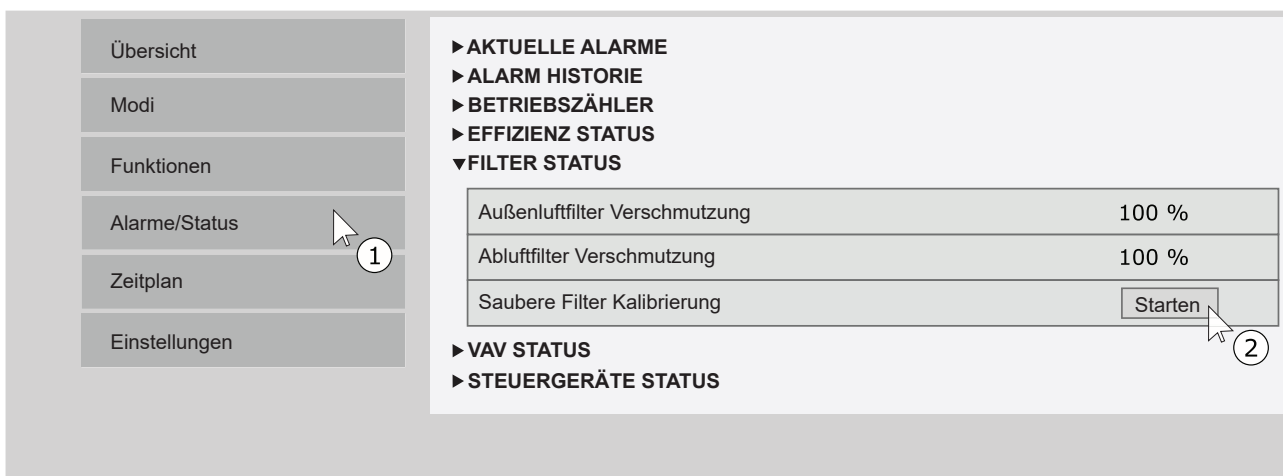 Übersicht
Modi
Funktionen
Alarme/Status
1
Zeitplan
Einstellungen
▶AKTUELLE ALARME
▶ALARM HISTORIE
▶BETRIEBSZÄHLER
▶EFFIZIENZ STATUS
▼FILTER STATUS
Außenluftfilter Verschmutzung 100 %
Abluftfilter Verschmutzung 100 %
Saubere Filter Kalibrierung Starten
2
▶VAV STATUS
▶STEUERGERÄTE STATUS